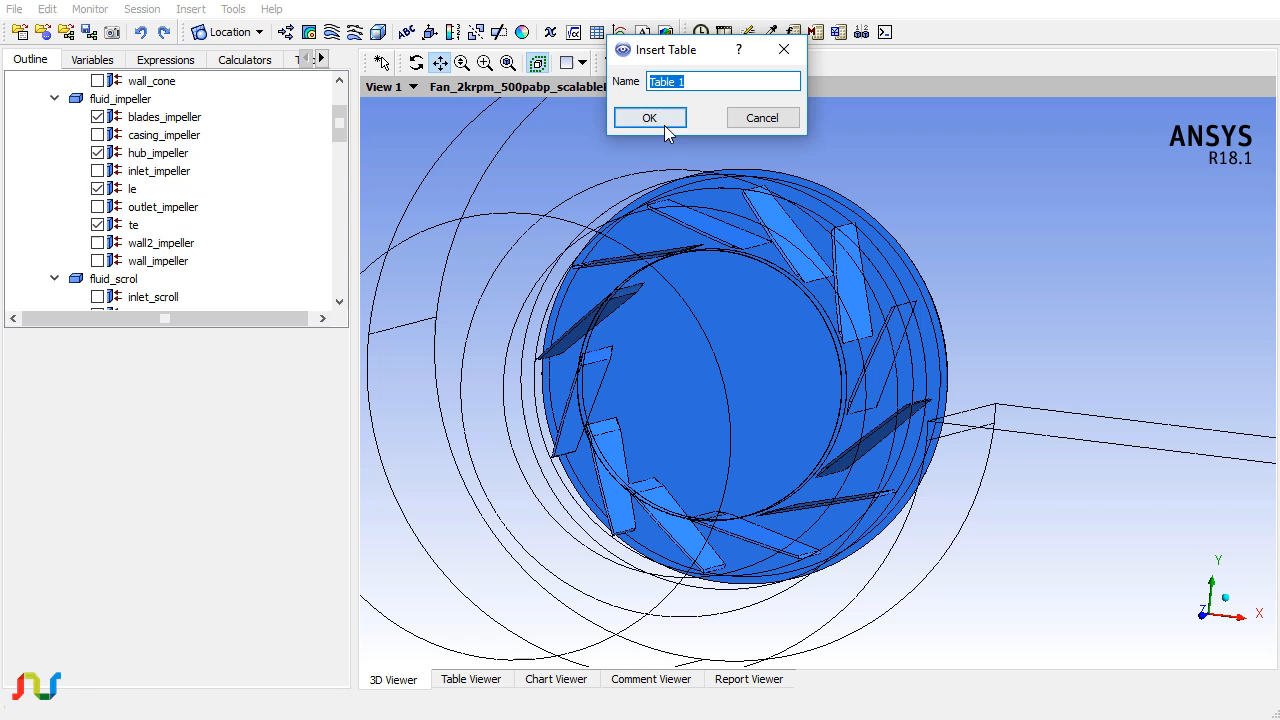 File Edit Monitor Session Insert Tools Help
Location
Insert Table
Name Table 1
OK Cancel
Outline Variables Expressions Calculators
View 1 Fan_2krpm_500pabp_scalable
wall_cone
fluid_impeller
blades_impeller
casing_impeller
hub_impeller
inlet_impeller
le
outlet_impeller
te
wall2_impeller
wall_impeller
fluid_scrol
inlet_scroll
ANSYS
R18.1
Y
Z
X
3D Viewer Table Viewer Chart Viewer Comment Viewer Report Viewer